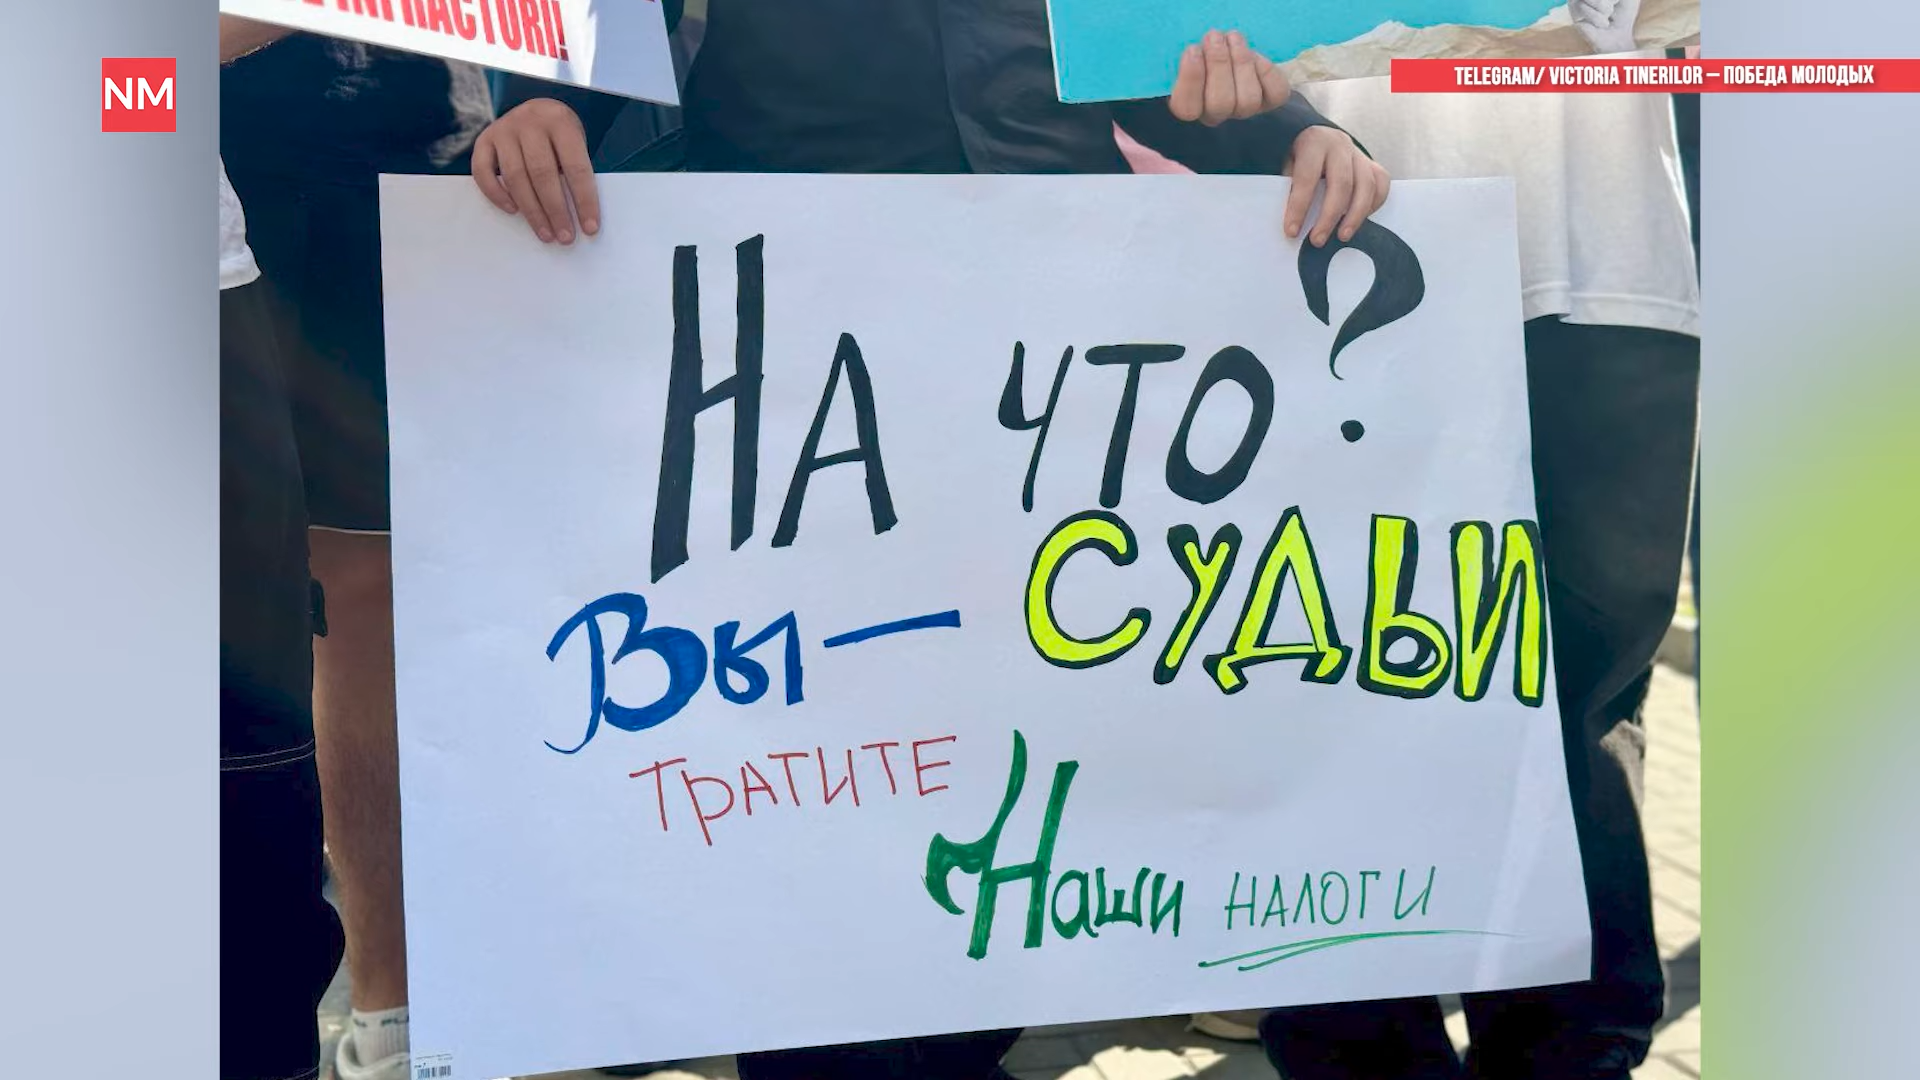 INFRACTORI!
NM
TELEGRAM/ VICTORIA TINERILOR – ПОБЕДА МОЛОДЫХ
На что?
Вы – судьи
тратите
Наши налоги